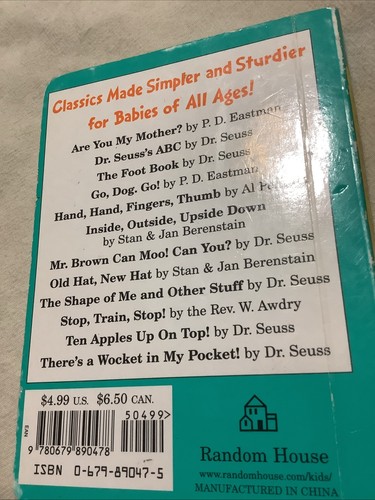 Classics Made Simpler and Sturdier
for Babies of All Ages!
Are You My Mother? by P. D. Eastman
Dr. Seuss's ABC by Dr. Seuss
The Foot Book by Dr. Seuss
Go, Dog. Go! by P. D. Eastman
Hand, Hand, Fingers, Thumb by Al
Inside, Outside, Upside Down
by Stan & Jan Berenstain
Mr. Brown Can Moo! Can You? by Dr. Seuss
Old Hat, New Hat by Stan & Jan Berenstain
The Shape of Me and Other Stuff by Dr. Seuss
Stop, Train, Stop! by the Rev. W. Awdry
Ten Apples Up On Top! by Dr. Seuss
There's a Wocket in My Pocket! by Dr. Seuss
$4.99 U.S. $6.50 CAN.
50499>
EAN
9 780679 890478
ISBN 0-679-89047-5
Random House
www.randomhouse.com/kids/
MANUFACTURED IN CHINA